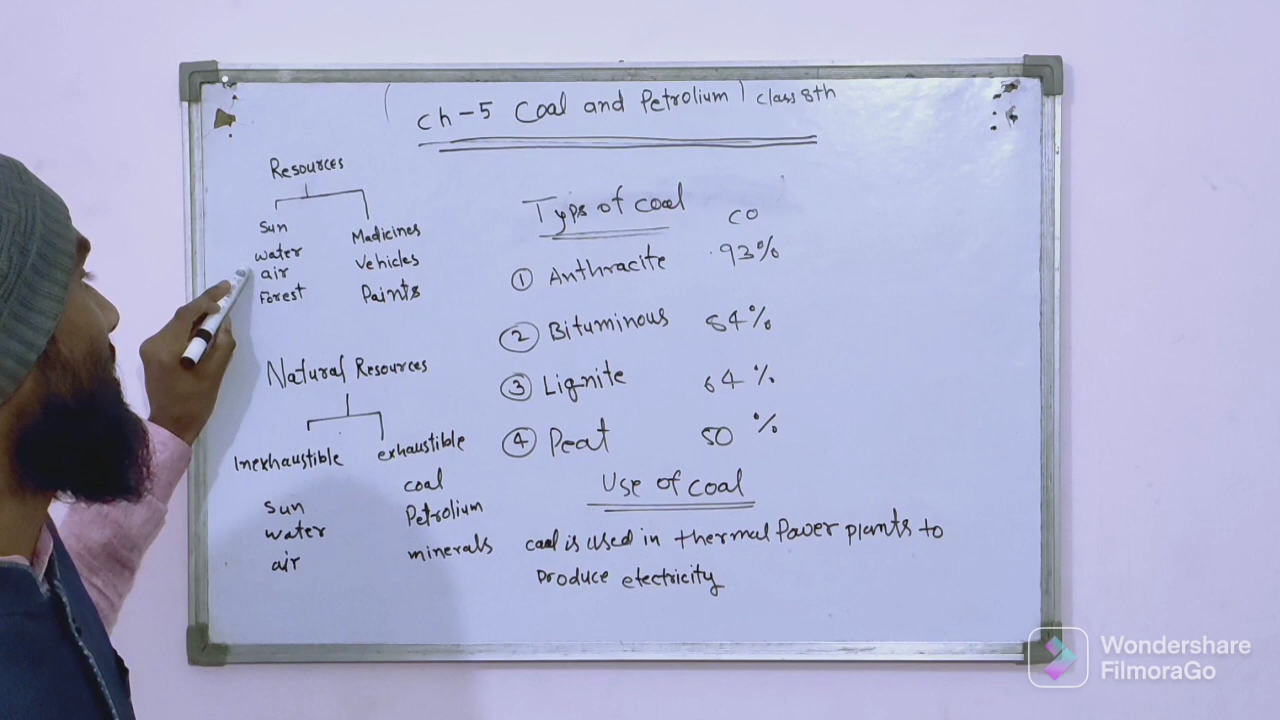 Ch-5 Coal and Petrolium) class 8th
Resources
Sun
water
air
Forest
Madicines
Vehicles
Paints
Natural Resources
Inexhaustible
Sun
water
air
exhaustible
coal
Petrolium
minerals
Typs of coal
CO
① Anthracite 93%
② Bituminous 84%
③ Lignite 64%
④ Peat 50%
Use of coal
coal is used in thermal Power plants to
Produce electricity
Wondershare
FilmoraGo